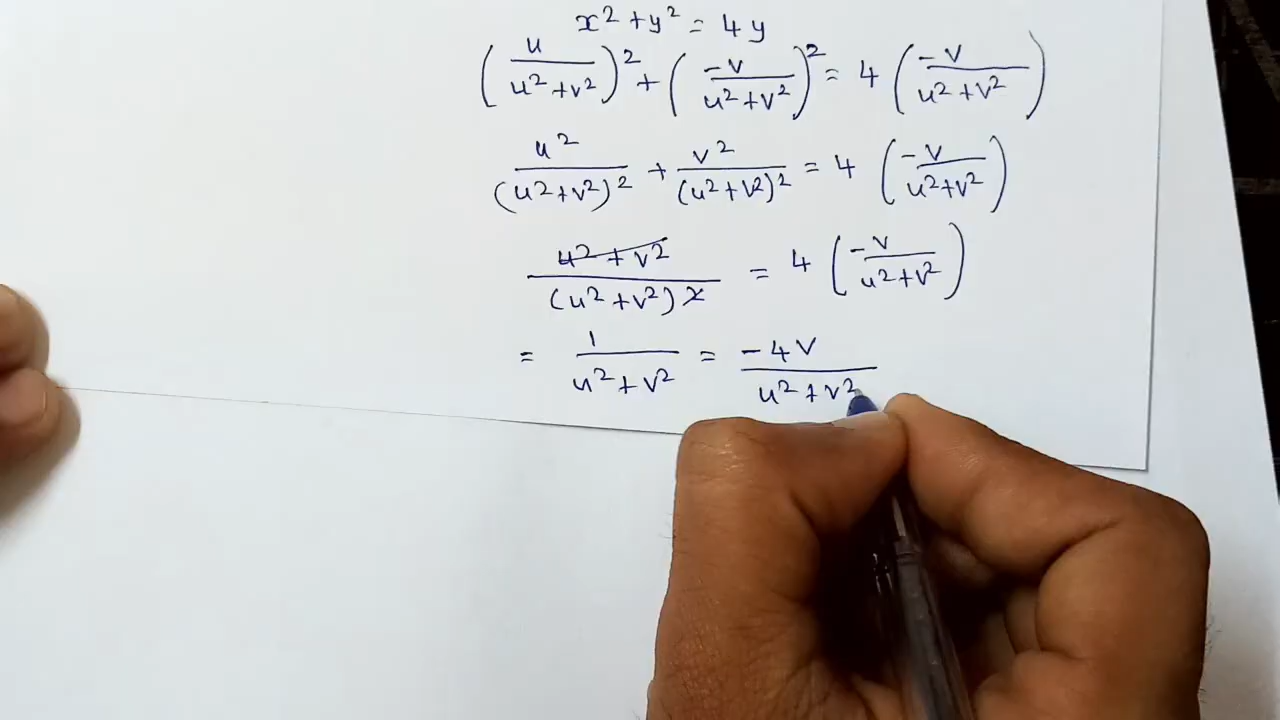 x² + y² = 4y
(u / u² + v²)² + (-v / u² + v²)² = 4 (-v / u² + v²)
u² / (u² + v²)² + v² / (u² + v²)² = 4 (-v / u² + v²)
u² + v² / (u² + v²)² = 4 (-v / u² + v²)
= 1 / u² + v² = -4v / u² + v²